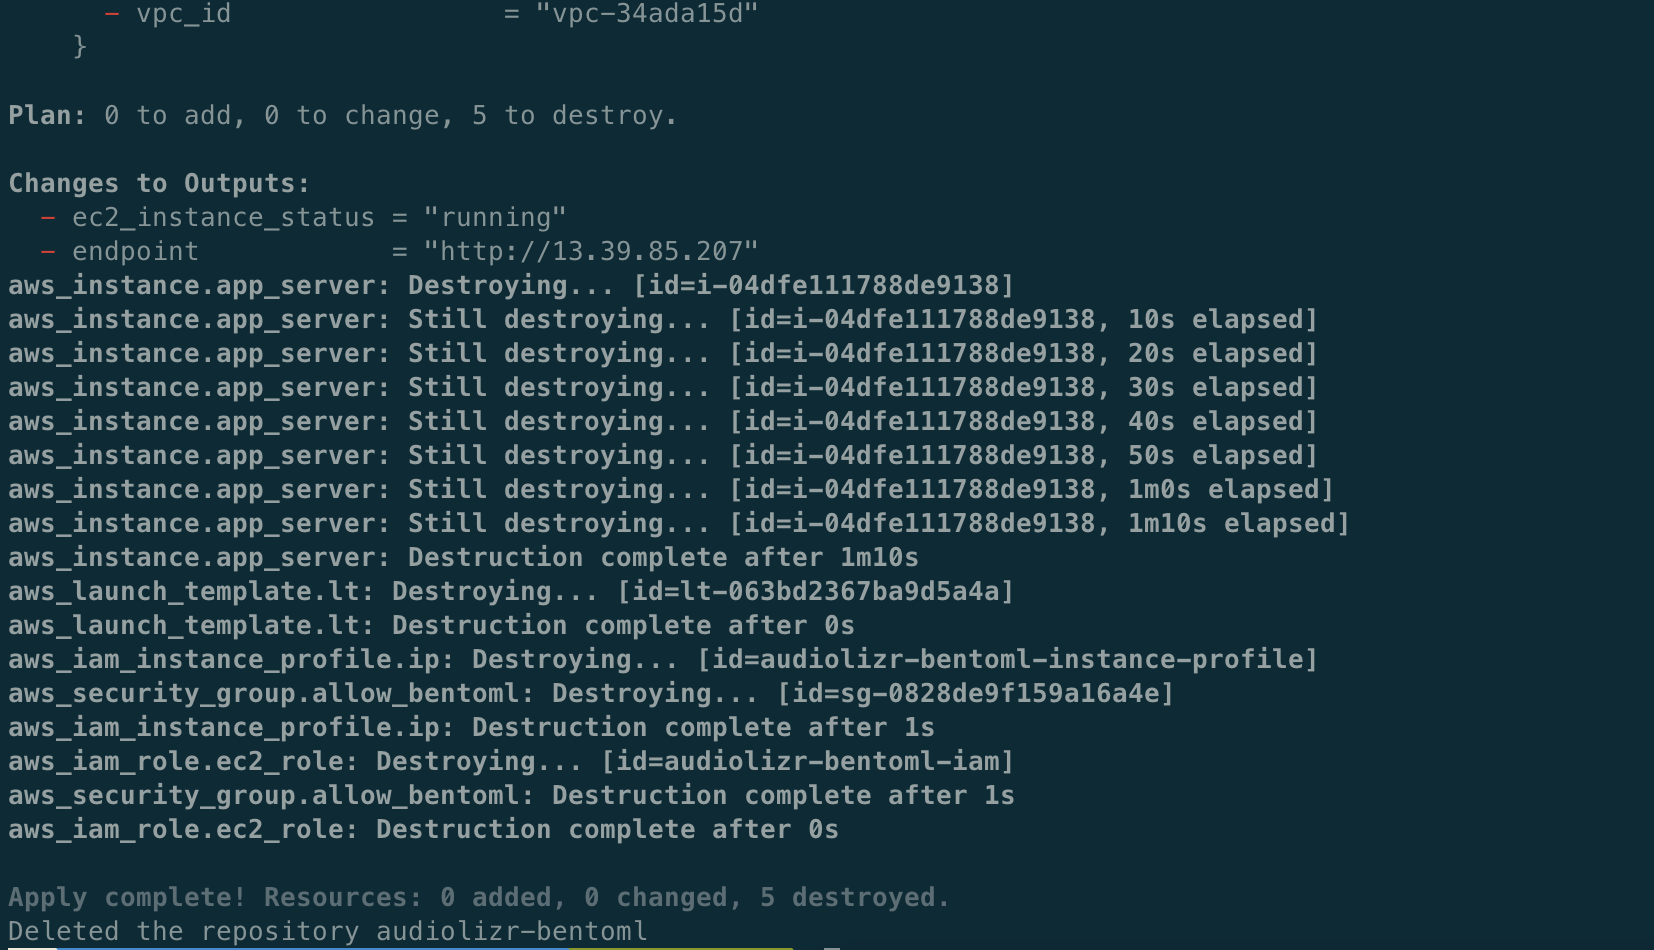 - vpc_id                 = "vpc-34ada15d"
}
Plan: 0 to add, 0 to change, 5 to destroy.
Changes to Outputs:
- ec2_instance_status = "running"
- endpoint            = "http://13.39.85.207"
aws_instance.app_server: Destroying... [id=i-04dfe111788de9138]
aws_instance.app_server: Still destroying... [id=i-04dfe111788de9138, 10s elapsed]
aws_instance.app_server: Still destroying... [id=i-04dfe111788de9138, 20s elapsed]
aws_instance.app_server: Still destroying... [id=i-04dfe111788de9138, 30s elapsed]
aws_instance.app_server: Still destroying... [id=i-04dfe111788de9138, 40s elapsed]
aws_instance.app_server: Still destroying... [id=i-04dfe111788de9138, 50s elapsed]
aws_instance.app_server: Still destroying... [id=i-04dfe111788de9138, 1m0s elapsed]
aws_instance.app_server: Still destroying... [id=i-04dfe111788de9138, 1m10s elapsed]
aws_instance.app_server: Destruction complete after 1m10s
aws_launch_template.lt: Destroying... [id=lt-063bd2367ba9d5a4a]
aws_launch_template.lt: Destruction complete after 0s
aws_iam_instance_profile.ip: Destroying... [id=audiolizr-bentoml-instance-profile]
aws_security_group.allow_bentoml: Destroying... [id=sg-0828de9f159a16a4e]
aws_iam_instance_profile.ip: Destruction complete after 1s
aws_iam_role.ec2_role: Destroying... [id=audiolizr-bentoml-iam]
aws_security_group.allow_bentoml: Destruction complete after 1s
aws_iam_role.ec2_role: Destruction complete after 0s
Apply complete! Resources: 0 added, 0 changed, 5 destroyed.
Deleted the repository audiolizr-bentoml